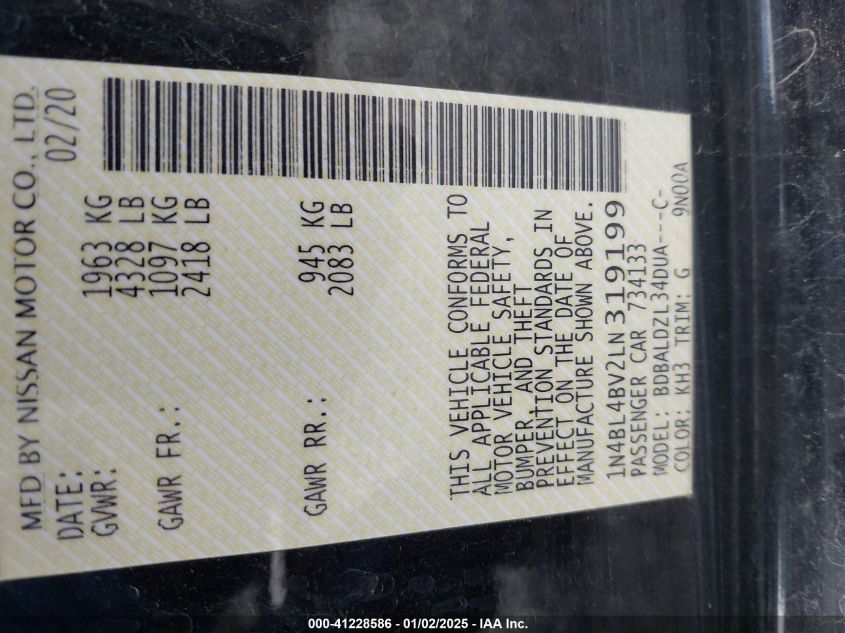 MFD BY NISSAN MOTOR CO., LTD.
DATE: 02/20
GVWR: 1963 KG
4328 LB
GAWR FR.: 1097 KG
2418 LB
GAWR RR.: 945 KG
2083 LB
THIS VEHICLE CONFORMS TO
ALL APPLICABLE FEDERAL
MOTOR VEHICLE SAFETY,
BUMPER, AND THEFT
PREVENTION STANDARDS IN
EFFECT ON THE DATE OF
MANUFACTURE SHOWN ABOVE.
1N4BL4BV2LN319199
PASSENGER CAR 734133
MODEL: BDBALDZL34DUA---C-
COLOR: KH3 TRIM: G 9N00A
000-41228586 - 01/02/2025 - IAA Inc.